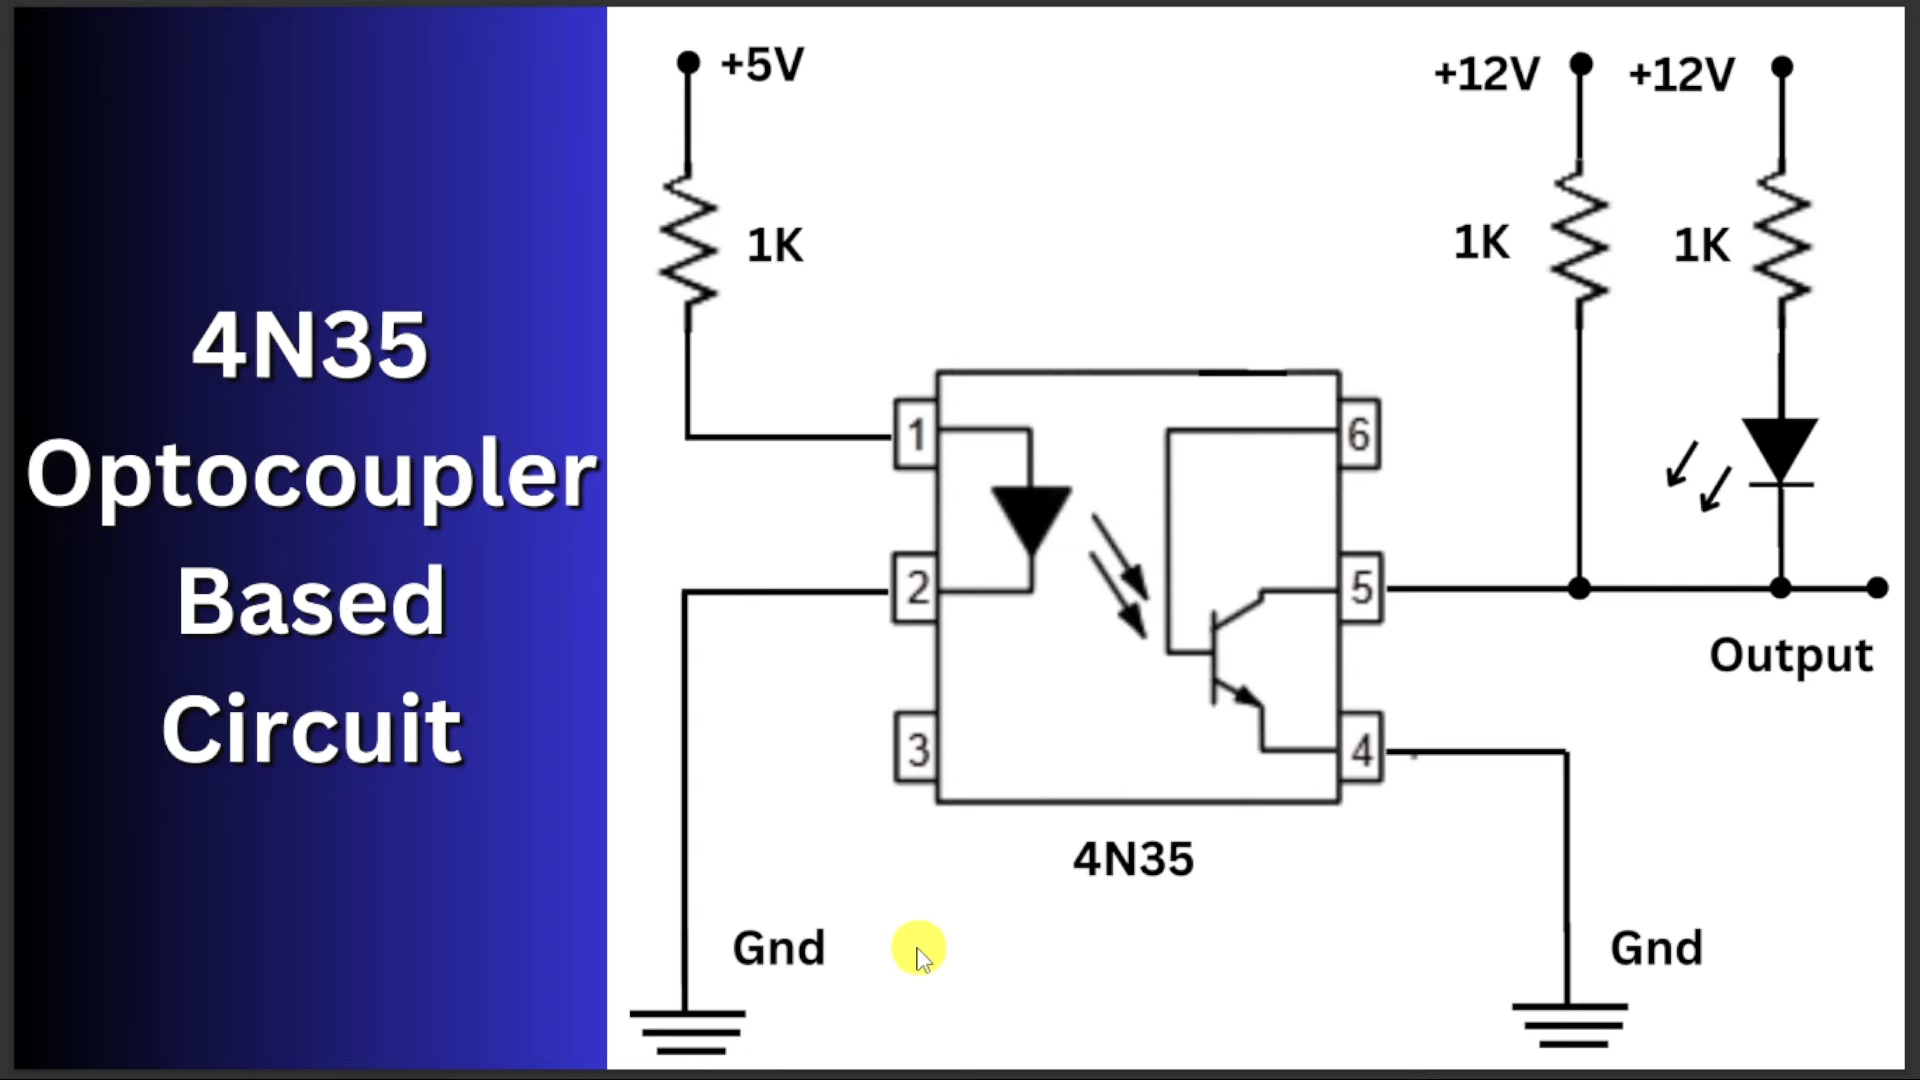 4N35
Optocoupler
Based
Circuit
+5V
+12V
+12V
1K
1K
1K
1
6
2
5
Output
3
4
4N35
Gnd
Gnd